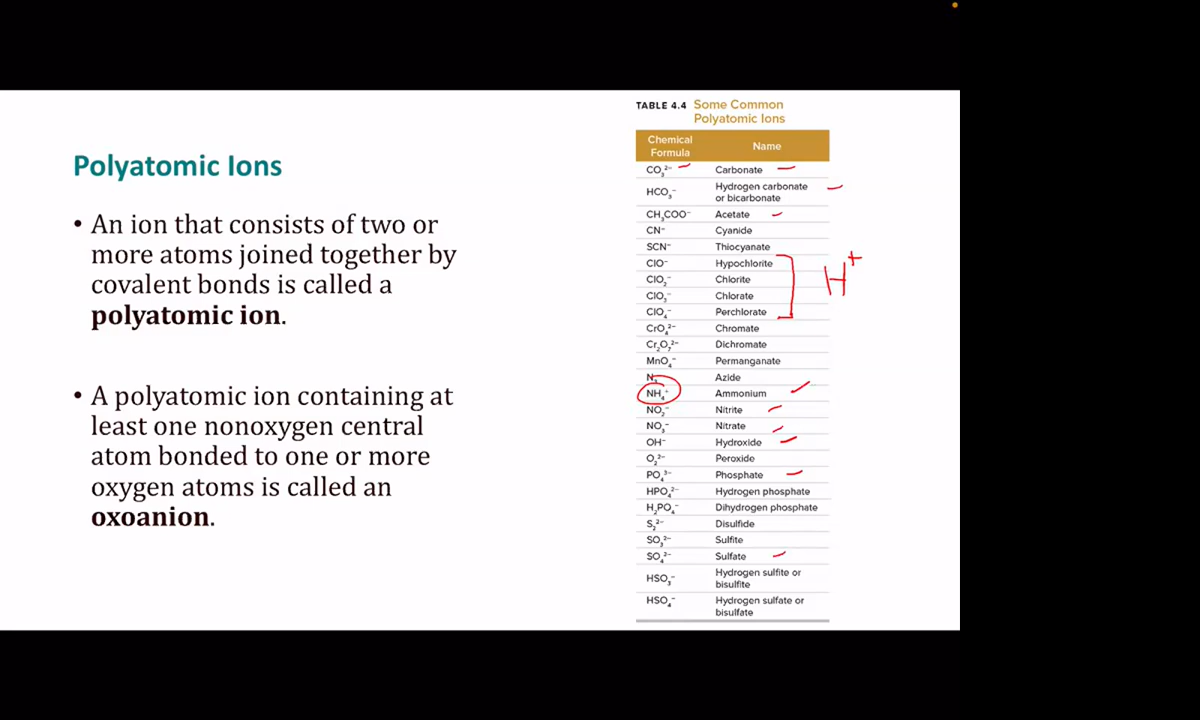 Polyatomic Ions
• An ion that consists of two or
more atoms joined together by
covalent bonds is called a
polyatomic ion.
• A polyatomic ion containing at
least one nonoxygen central
atom bonded to one or more
oxygen atoms is called an
oxoanion.
TABLE 4.4 Some Common
Polyatomic Ions
Chemical
Formula Name
CO₃²⁻ Carbonate
HCO₃⁻ Hydrogen carbonate
or bicarbonate
CH₃COO⁻ Acetate
CN⁻ Cyanide
SCN⁻ Thiocyanate
ClO⁻ Hypochlorite
ClO₂⁻ Chlorite
ClO₃⁻ Chlorate
ClO₄⁻ Perchlorate
H⁺
CrO₄²⁻ Chromate
Cr₂O₇²⁻ Dichromate
MnO₄⁻ Permanganate
Azide
NH₄⁺ Ammonium
NO₂⁻ Nitrite
NO₃⁻ Nitrate
OH⁻ Hydroxide
O₂²⁻ Peroxide
PO₄³⁻ Phosphate
HPO₄²⁻ Hydrogen phosphate
H₂PO₄⁻ Dihydrogen phosphate
S₂²⁻ Disulfide
SO₃²⁻ Sulfite
SO₄²⁻ Sulfate
HSO₃⁻ Hydrogen sulfite or
bisulfite
HSO₄⁻ Hydrogen sulfate or
bisulfate